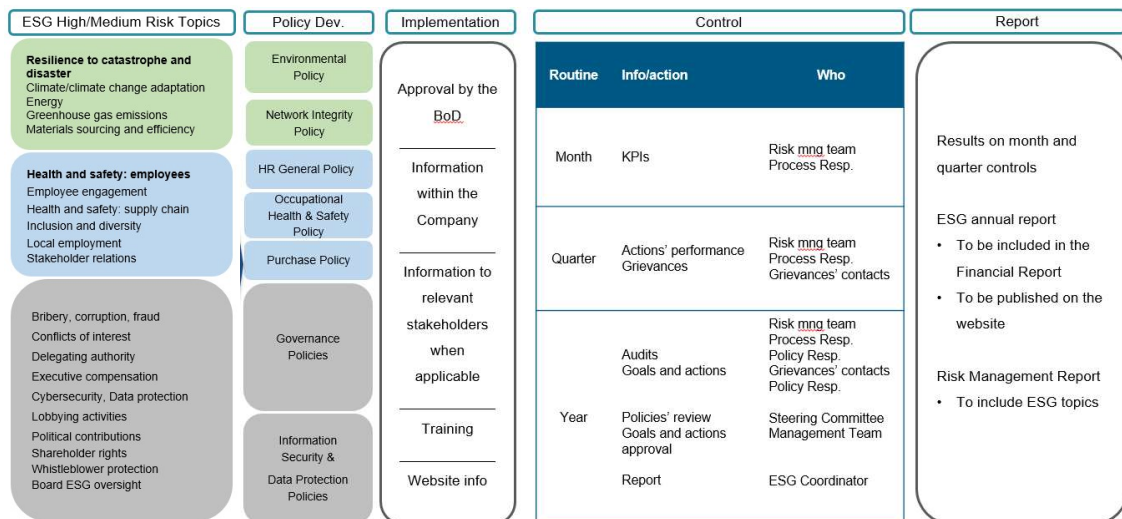 ESG High/Medium Risk Topics
Policy Dev.
Implementation
Control
Report
Resilience to catastrophe and
disaster
Climate/climate change adaptation
Energy
Greenhouse gas emissions
Materials sourcing and efficiency
Health and safety: employees
Employee engagement
Health and safety: supply chain
Inclusion and diversity
Local employment
Stakeholder relations
Bribery, corruption, fraud
Conflicts of interest
Delegating authority
Executive compensation
Cybersecurity, Data protection
Lobbying activities
Political contributions
Shareholder rights
Whistleblower protection
Board ESG oversight
Environmental
Policy
Network Integrity
Policy
HR General Policy
Occupational
Health & Safety
Policy
Purchase Policy
Governance
Policies
Information
Security &
Data Protection
Policies
Approval by the
BoD
Information
within the
Company
Information to
relevant
stakeholders
when
applicable
Training
Website info
Routine Info/action Who
Month KPIs Risk mng team
Process Resp.
Quarter Actions' performance Risk mng team
Grievances Process Resp.
Grievances' contacts
Risk mng team
Process Resp.
Audits Policy Resp.
Goals and actions Grievances' contacts
Policy Resp.
Year Policies' review Steering Committee
Goals and actions Management Team
approval
Report ESG Coordinator
Results on month and
quarter controls
ESG annual report
• To be included in the
Financial Report
• To be published on the
website
Risk Management Report
• To include ESG topics